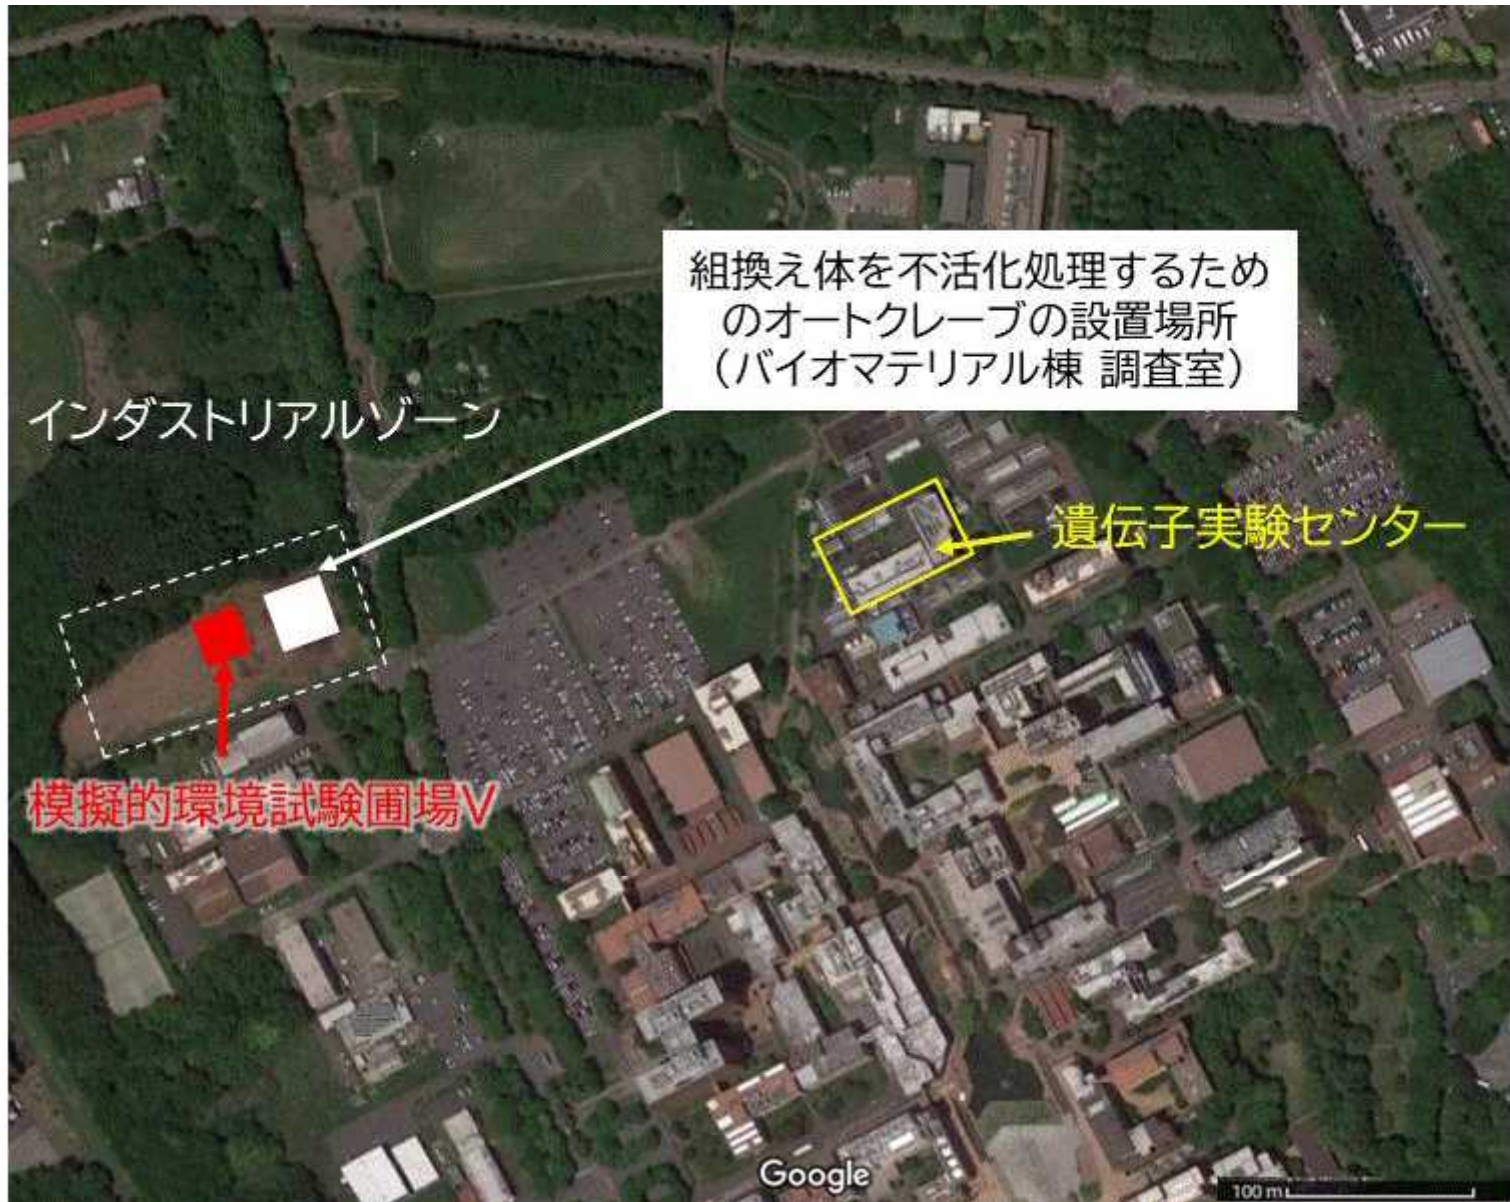 組換え体を不活化処理するため
のオートクレーブの設置場所
（バイオマテリアル棟 調査室）
インダストリアルゾーン
遺伝子実験センター
模擬的環境試験圃場V
Google
100 m